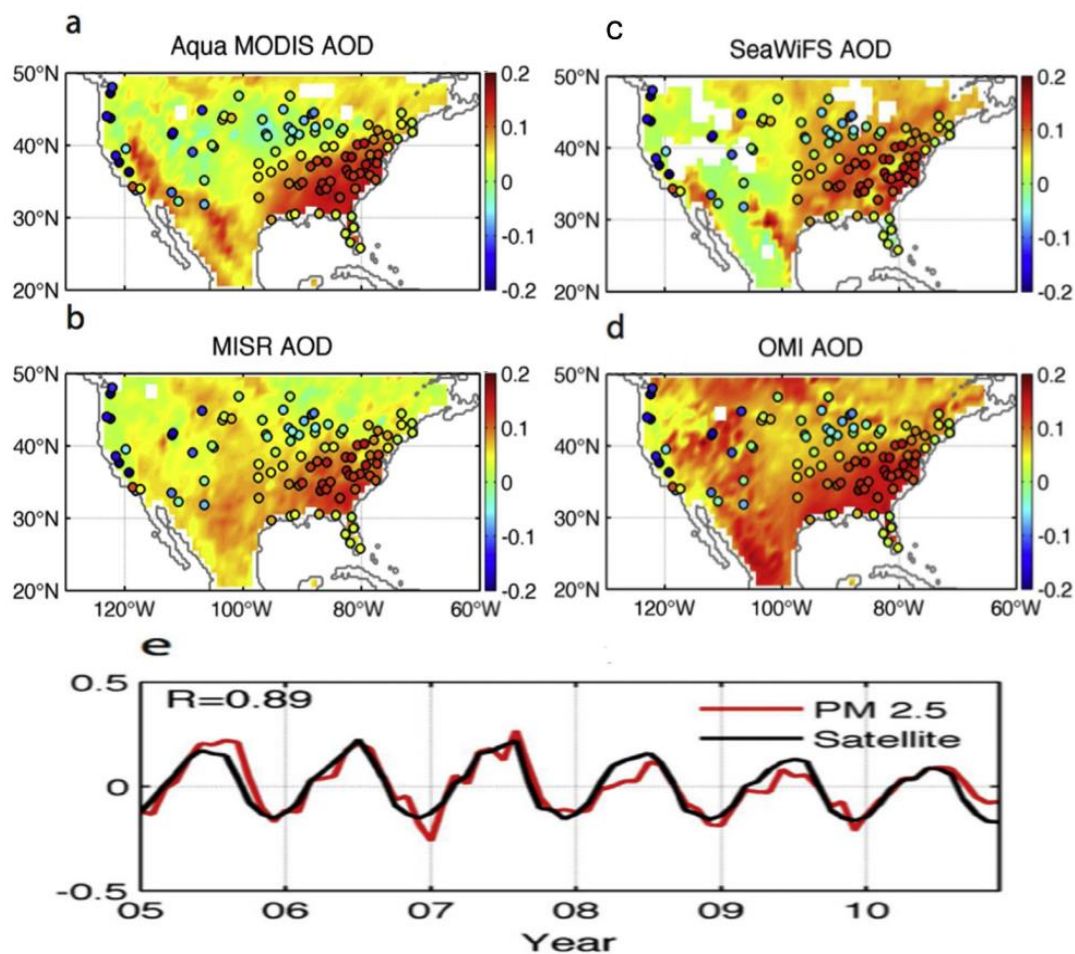 a
Aqua MODIS AOD
50°N
40°N
30°N
20°N
0.2
0.1
0
-0.1
-0.2
c
SeaWiFS AOD
50°N
40°N
30°N
20°N
0.2
0.1
0
-0.1
-0.2
b
MISR AOD
50°N
40°N
30°N
20°N
120°W 100°W 80°W 60°W
0.2
0.1
0
-0.1
-0.2
d
OMI AOD
50°N
40°N
30°N
20°N
120°W 100°W 80°W 60°W
0.2
0.1
0
-0.1
-0.2
e
0.5
0
-0.5
R=0.89
PM 2.5
Satellite
05 06 07 08 09 10
Year